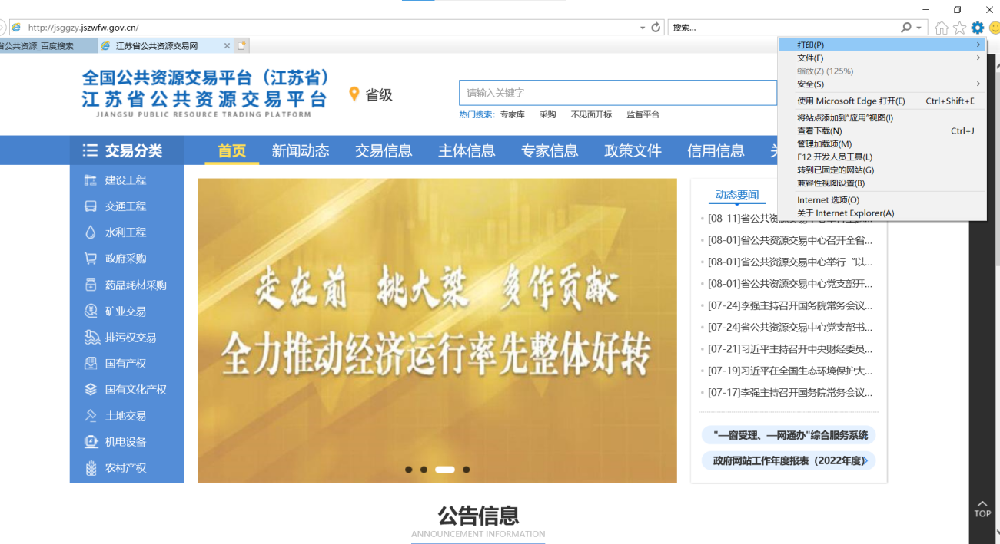 http://jsggzy.jszwfw.gov.cn/
搜索...
省公共资源_百度搜索
江苏省公共资源交易网
打印(P)
文件(F)
缩放(Z) (125%)
安全(S)
使用 Microsoft Edge 打开(E) Ctrl+Shift+E
将站点添加到"应用"视图(I)
查看下载(N) Ctrl+J
管理加载项(M)
F12 开发人员工具(L)
转到已固定的网站(G)
兼容性视图设置(B)
Internet 选项(O)
关于 Internet Explorer(A)
全国公共资源交易平台（江苏省）
江苏省公共资源交易平台
JIANGSU PUBLIC RESOURCE TRADING PLATFORM
省级
请输入关键字
热门搜索： 专家库 采购 不见面开标 监督平台
交易分类 首页 新闻动态 交易信息 主体信息 专家信息 政策文件 信用信息
建设工程
交通工程
水利工程
政府采购
药品耗材采购
矿业交易
排污权交易
国有产权
国有文化产权
土地交易
机电设备
农村产权
走在前 挑大梁 多作贡献
全力推动经济运行率先整体好转
动态要闻
[08-11]省公共资源交易中心举行主题...
[08-01]省公共资源交易中心召开全省...
[08-01]省公共资源交易中心举行“以...
[08-01]省公共资源交易中心党支部开...
[07-24]李强主持召开国务院常务会议...
[07-24]省公共资源交易中心党支部书...
[07-21]习近平主持召开中央财经委员...
[07-19]习近平在全国生态环境保护大...
[07-17]李强主持召开国务院常务会议...
"一窗受理、一网通办"综合服务系统
政府网站工作年度报表（2022年度）
公告信息
ANNOUNCEMENT INFORMATION
TOP